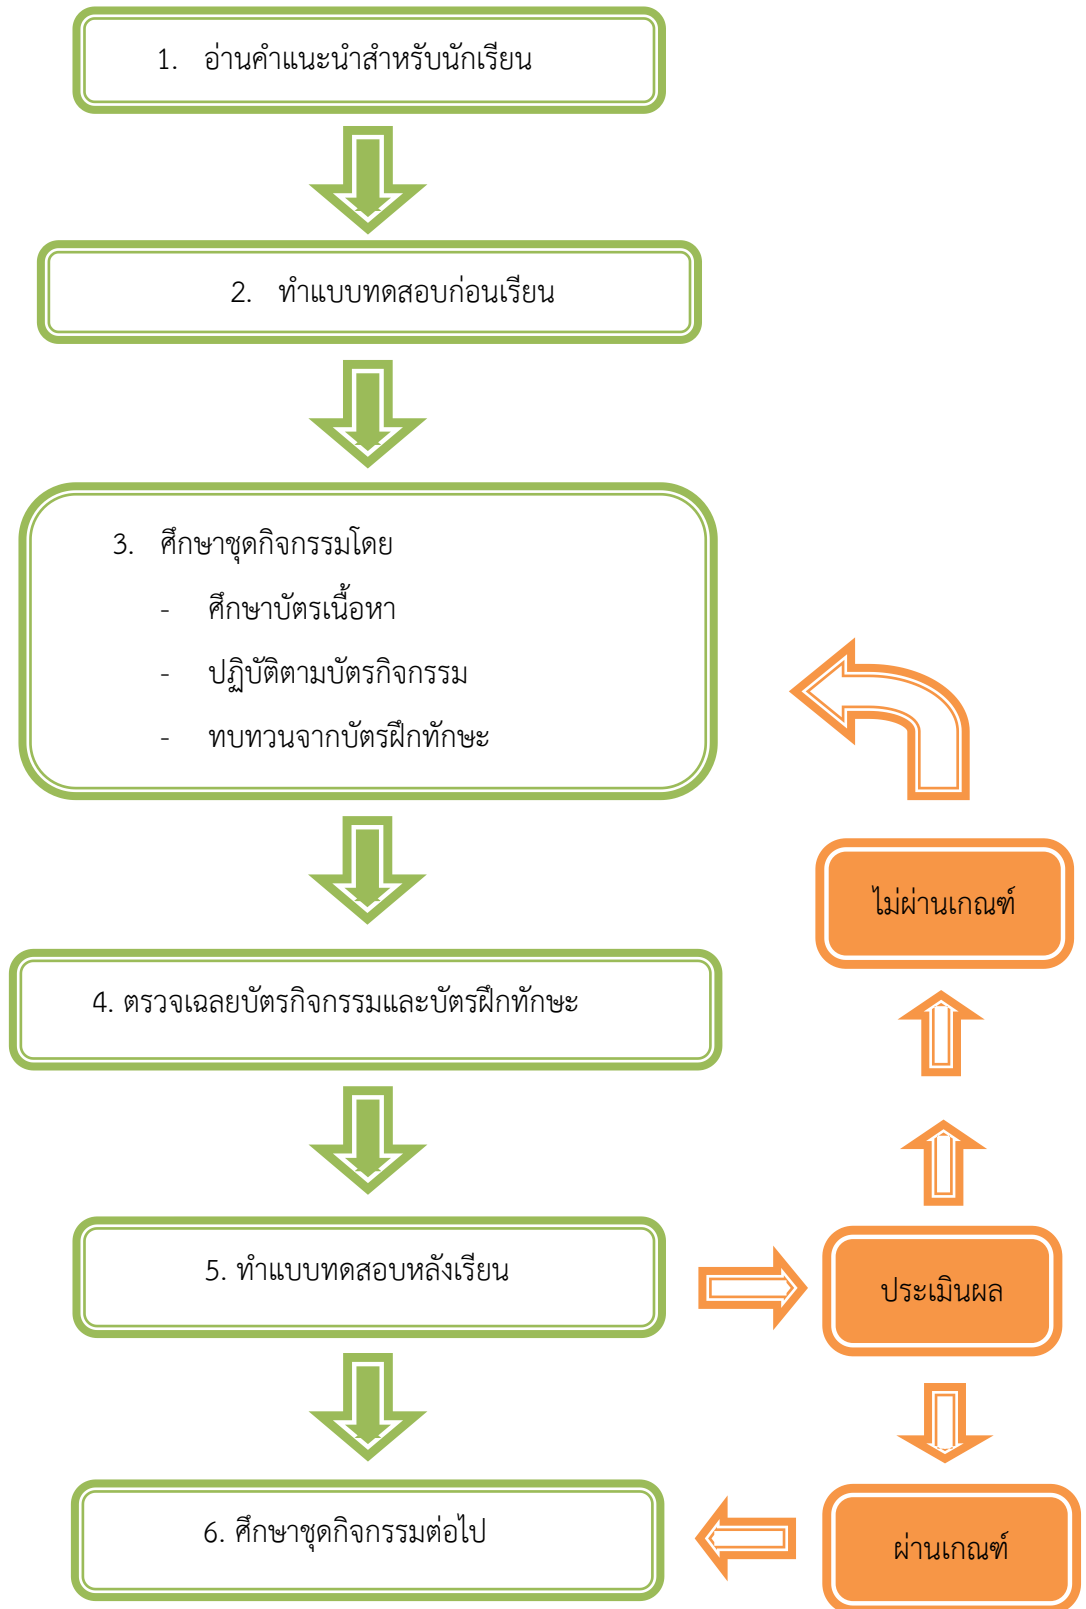 1. อ่านคำแนะนำสำหรับนักเรียน
2. ทำแบบทดสอบก่อนเรียน
3. ศึกษาชุดกิจกรรมโดย
- ศึกษาบัตรเนื้อหา
- ปฏิบัติตามบัตรกิจกรรม
- ทบทวนจากบัตรฝึกทักษะ
ไม่ผ่านเกณฑ์
4. ตรวจเฉลยบัตรกิจกรรมและบัตรฝึกทักษะ
5. ทำแบบทดสอบหลังเรียน
ประเมินผล
6. ศึกษาชุดกิจกรรมต่อไป
ผ่านเกณฑ์